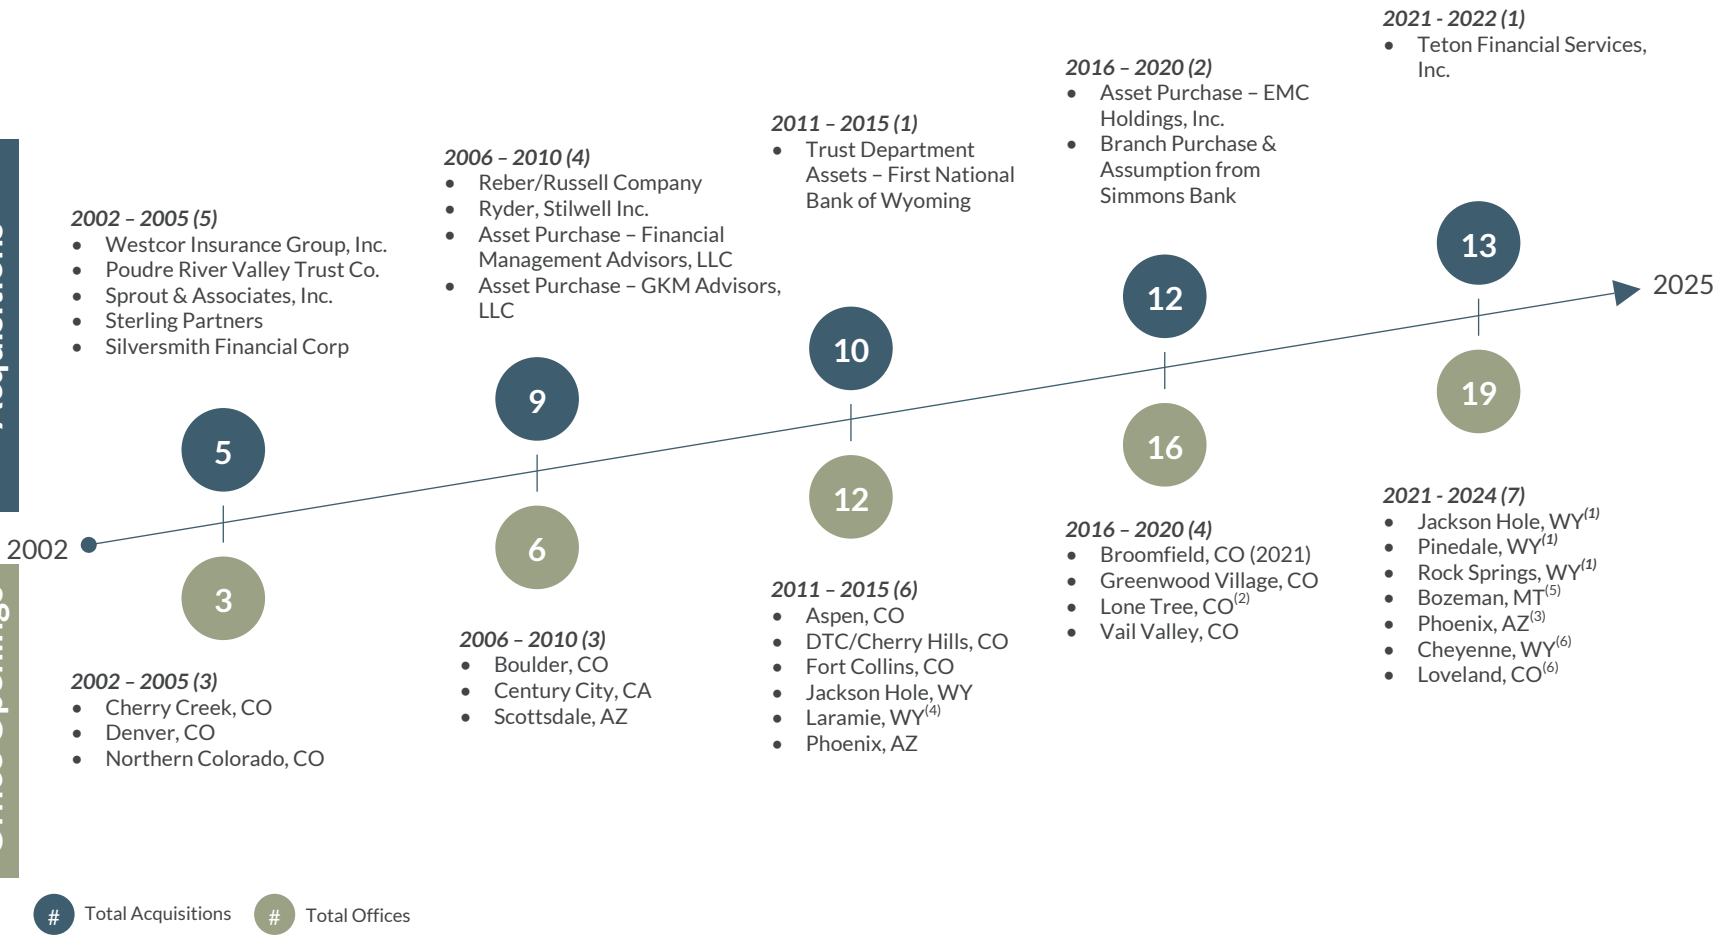 2021 - 2022 (1)
• Teton Financial Services,
Inc.
2016 – 2020 (2)
• Asset Purchase – EMC
Holdings, Inc.
• Branch Purchase &
Assumption from
Simmons Bank
2011 – 2015 (1)
• Trust Department
Assets – First National
Bank of Wyoming
2006 – 2010 (4)
• Reber/Russell Company
• Ryder, Stilwell Inc.
• Asset Purchase – Financial
Management Advisors, LLC
• Asset Purchase – GKM Advisors,
LLC
2002 – 2005 (5)
• Westcor Insurance Group, Inc.
• Poudre River Valley Trust Co.
• Sprout & Associates, Inc.
• Sterling Partners
• Silversmith Financial Corp
5
9
10
12
13
2002
2025
3
6
12
16
19
2002 – 2005 (3)
• Cherry Creek, CO
• Denver, CO
• Northern Colorado, CO
2006 – 2010 (3)
• Boulder, CO
• Century City, CA
• Scottsdale, AZ
2011 – 2015 (6)
• Aspen, CO
• DTC/Cherry Hills, CO
• Fort Collins, CO
• Jackson Hole, WY
• Laramie, WY(4)
• Phoenix, AZ
2016 – 2020 (4)
• Broomfield, CO (2021)
• Greenwood Village, CO
• Lone Tree, CO(2)
• Vail Valley, CO
2021 - 2024 (7)
• Jackson Hole, WY(1)
• Pinedale, WY(1)
• Rock Springs, WY(1)
• Bozeman, MT(5)
• Phoenix, AZ(3)
• Cheyenne, WY(6)
• Loveland, CO(6)
# Total Acquisitions
# Total Offices